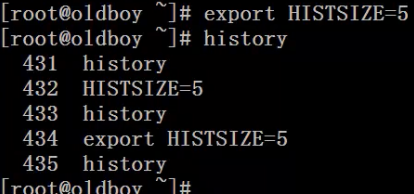 [root@oldboy ~]# export HISTSIZE=5
[root@oldboy ~]# history
431 history
432 HISTSIZE=5
433 history
434 export HISTSIZE=5
435 history
[root@oldboy ~]#